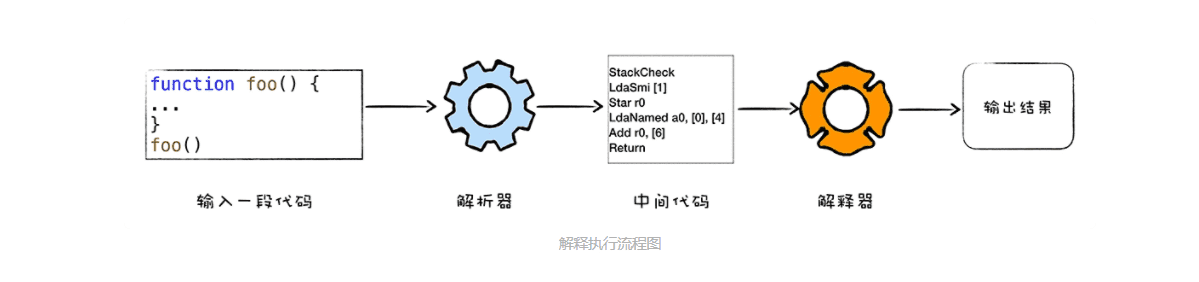 function foo() {
...
}
foo()
StackCheck
LdaSmi [1]
Star r0
LdaNamed a0, [0], [4]
Add r0, [6]
Return
输出结果
输入一段代码
解析器
中间代码
解释器
解释执行流程图